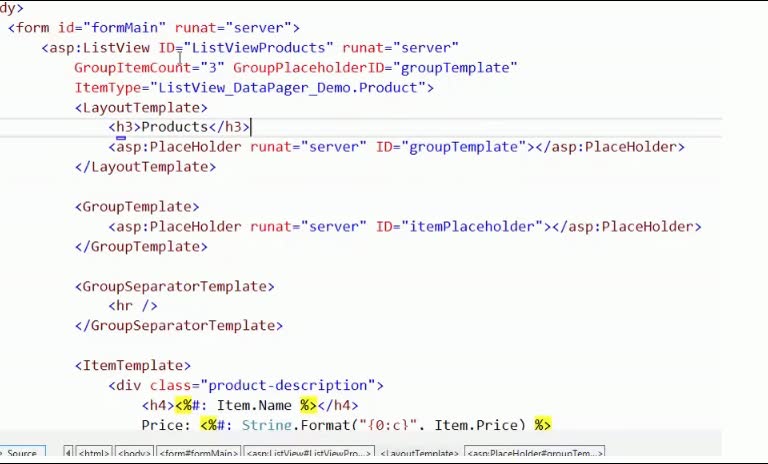 dy>
<form id="formMain" runat="server">
<asp:ListView ID="ListViewProducts" runat="server"
GroupItemCount="3" GroupPlaceholderID="groupTemplate"
ItemType="ListView_DataPager_Demo.Product">
<LayoutTemplate>
<h3>Products</h3>
<asp:PlaceHolder runat="server" ID="groupTemplate"></asp:PlaceHolder>
</LayoutTemplate>
<GroupTemplate>
<asp:PlaceHolder runat="server" ID="itemPlaceholder"></asp:PlaceHolder>
</GroupTemplate>
<GroupSeparatorTemplate>
<hr />
</GroupSeparatorTemplate>
<ItemTemplate>
<div class="product-description">
<h4><%#: Item.Name %></h4>
Price: <%#: String.Format("{0:c}", Item.Price) %>
Source <html> <body> <form#formMain> <asp:ListView#ListViewPro...> <LayoutTemplate> <asp:PlaceHolder#groupTem...>